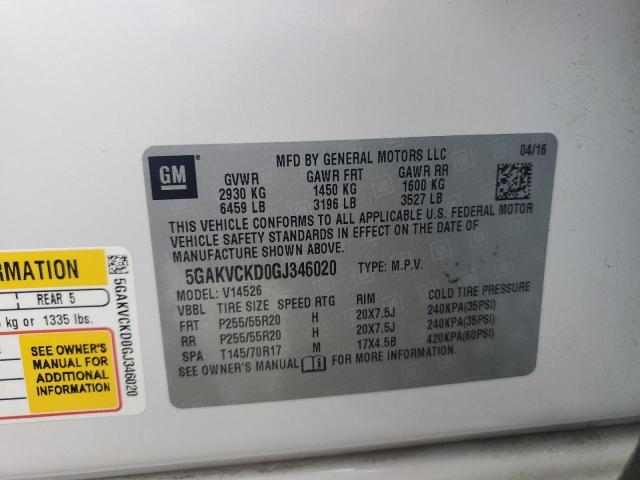 GM
MFD BY GENERAL MOTORS LLC
04/16
GVWR GAWR FRT GAWR RR
2930 KG 1450 KG 1600 KG
6459 LB 3196 LB 3527 LB
THIS VEHICLE CONFORMS TO ALL APPLICABLE U.S. FEDERAL MOTOR
VEHICLE SAFETY STANDARDS IN EFFECT ON THE DATE OF
MANUFACTURE SHOWN ABOVE.
5GAKVCKD0GJ346020 TYPE: M.P.V.
MODEL: V14526
VBBL TIRE SIZE SPEED RTG RIM COLD TIRE PRESSURE
FRT P255/55R20 H 20X7.5J 240KPA(35PSI)
RR P255/55R20 H 20X7.5J 240KPA(35PSI)
SPA T145/70R17 M 17X4.5B 420KPA(60PSI)
SEE OWNER'S MANUAL FOR MORE INFORMATION.
REAR 5
kg or 1335 lbs.
SEE OWNER'S
MANUAL FOR
ADDITIONAL
INFORMATION
5GAKVCKD0GJ346020